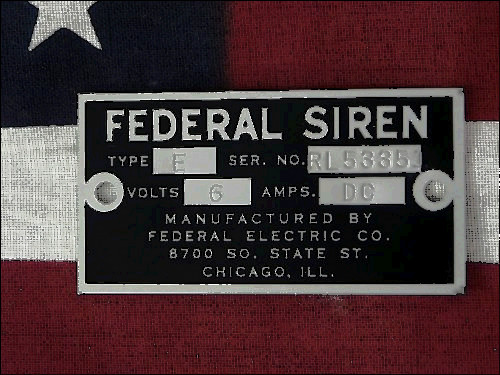 FEDERAL SIREN
TYPE E SER. NO.
VOLTS 6 AMPS. DC
MANUFACTURED BY
FEDERAL ELECTRIC CO.
8700 SO. STATE ST.
CHICAGO, ILL.